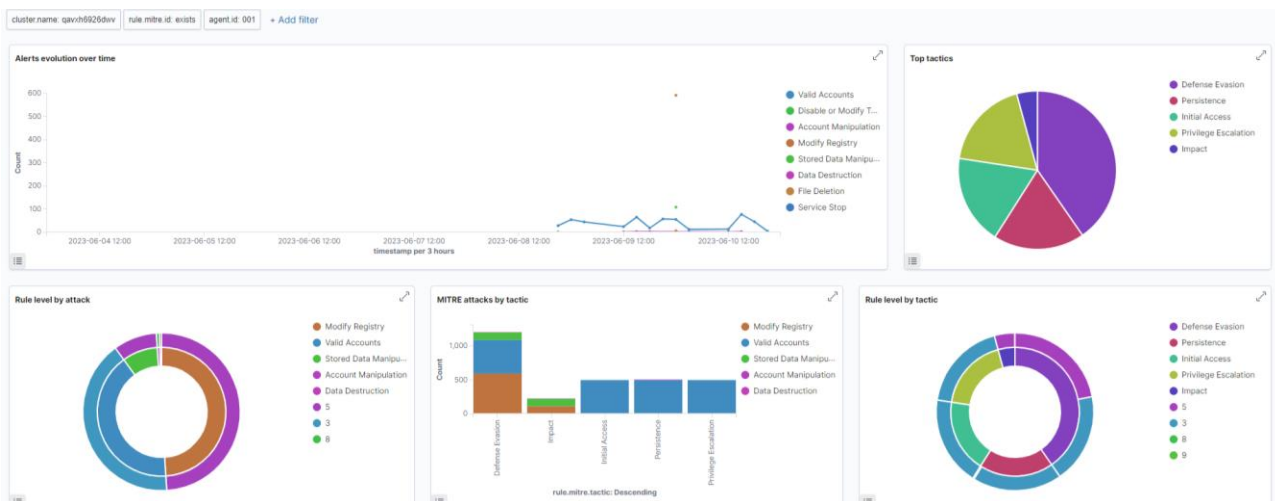 cluster.name: qavxh6926dwv rule.mitre.id: exists agent.id: 001 + Add filter
Alerts evolution over time
600
500
400
300
200
100
0
Count
2023-06-04 12:00 2023-06-05 12:00 2023-06-06 12:00 2023-06-07 12:00 2023-06-08 12:00 2023-06-09 12:00 2023-06-10 12:00
timestamp per 3 hours
Valid Accounts
Disable or Modify T...
Account Manipulation
Modify Registry
Stored Data Manipu...
Data Destruction
File Deletion
Service Stop
Top tactics
Defense Evasion
Persistence
Initial Access
Privilege Escalation
Impact
Rule level by attack
Modify Registry
Valid Accounts
Stored Data Manipu...
Account Manipulation
Data Destruction
5
3
8
MITRE attacks by tactic
1,000
500
0
Count
Defense Evasion
Impact
Initial Access
Persistence
Privilege Escalation
rule.mitre.tactic: Descending
Modify Registry
Valid Accounts
Stored Data Manipu...
Account Manipulation
Data Destruction
Rule level by tactic
Defense Evasion
Persistence
Initial Access
Privilege Escalation
Impact
5
3
8
9